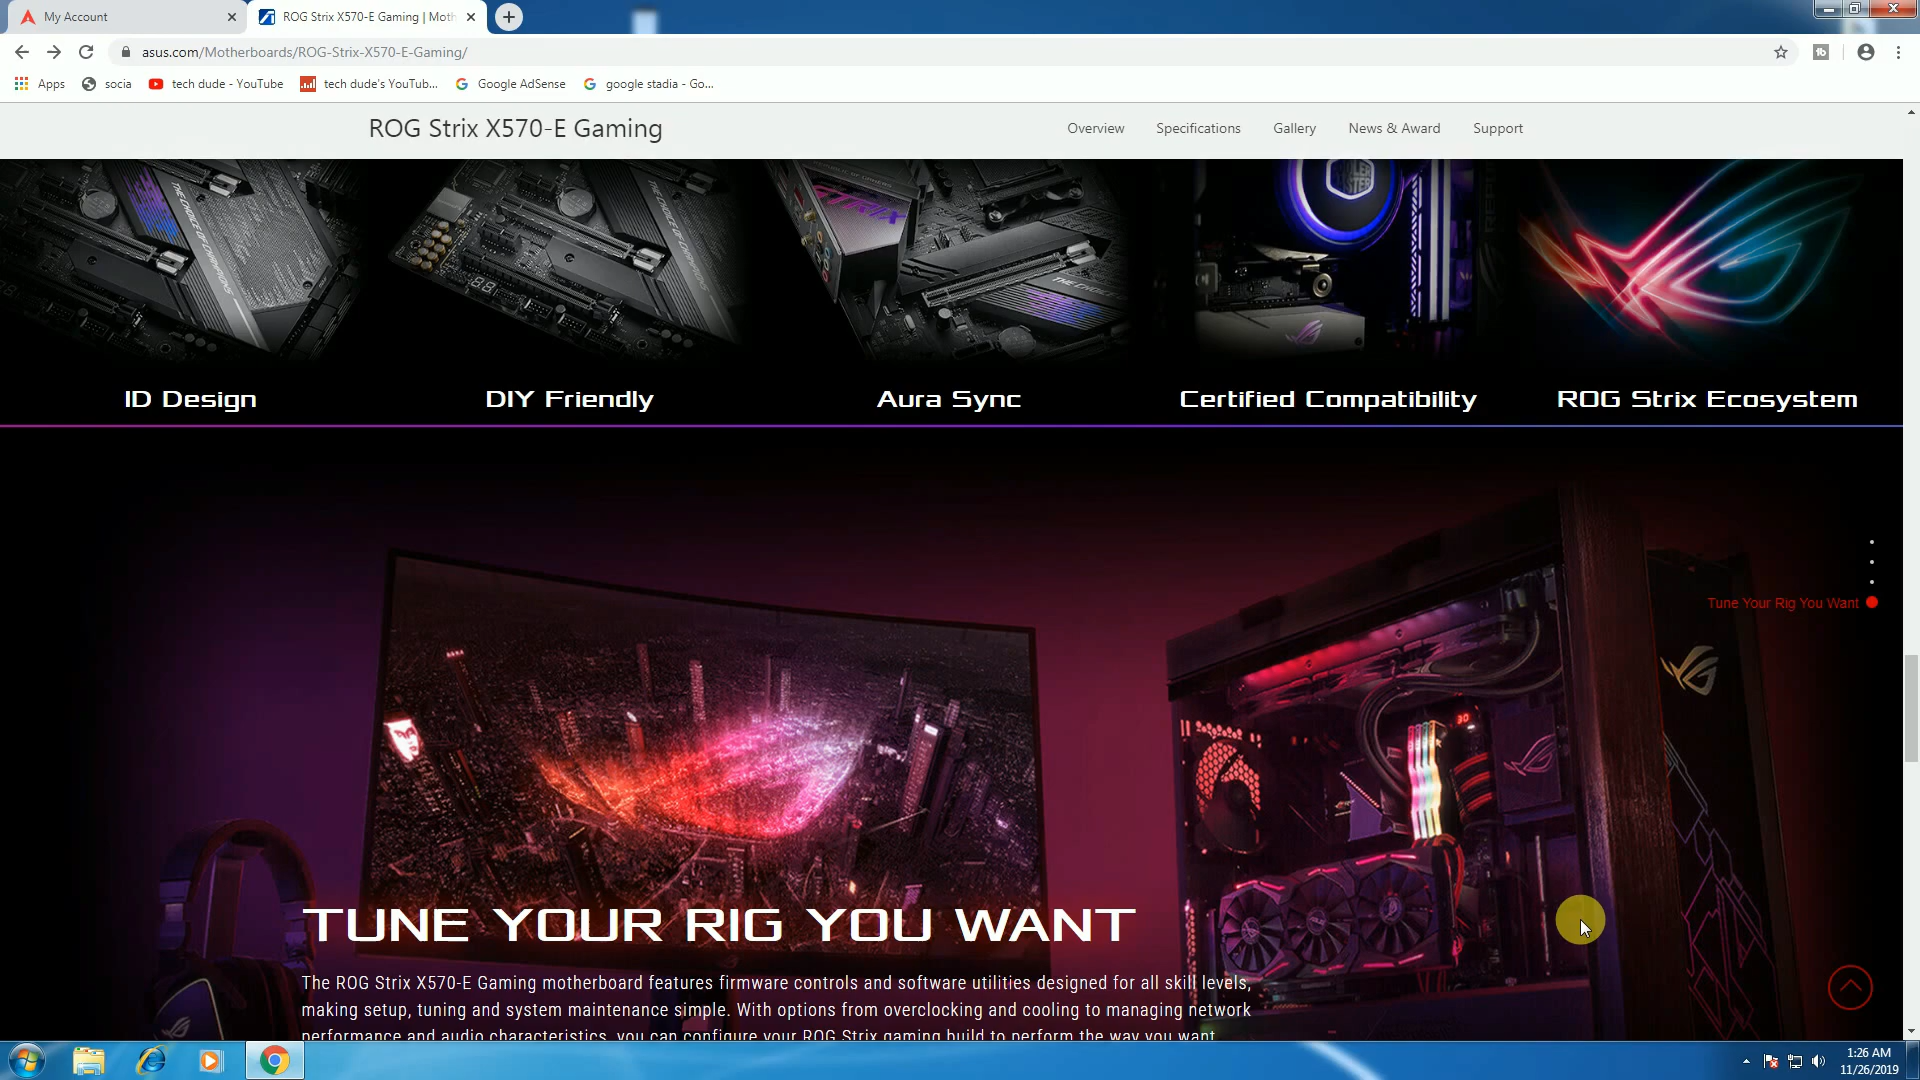 My Account
ROG Strix X570-E Gaming | Moth
asus.com/Motherboards/ROG-Strix-X570-E-Gaming/
Apps
socia
tech dude - YouTube
tech dude's YouTub...
Google AdSense
google stadia - Go...
ROG Strix X570-E Gaming
Overview
Specifications
Gallery
News & Award
Support
THE CHOICE OF CHAMPIONS
ID Design
DIY Friendly
Aura Sync
Certified Compatibility
ROG Strix Ecosystem
Tune Your Rig You Want
TUNE YOUR RIG YOU WANT
The ROG Strix X570-E Gaming motherboard features firmware controls and software utilities designed for all skill levels,
making setup, tuning and system maintenance simple. With options from overclocking and cooling to managing network
performance and audio characteristics, you can configure your ROG Strix gaming build to perform the way you want.
1:26 AM
11/26/2019